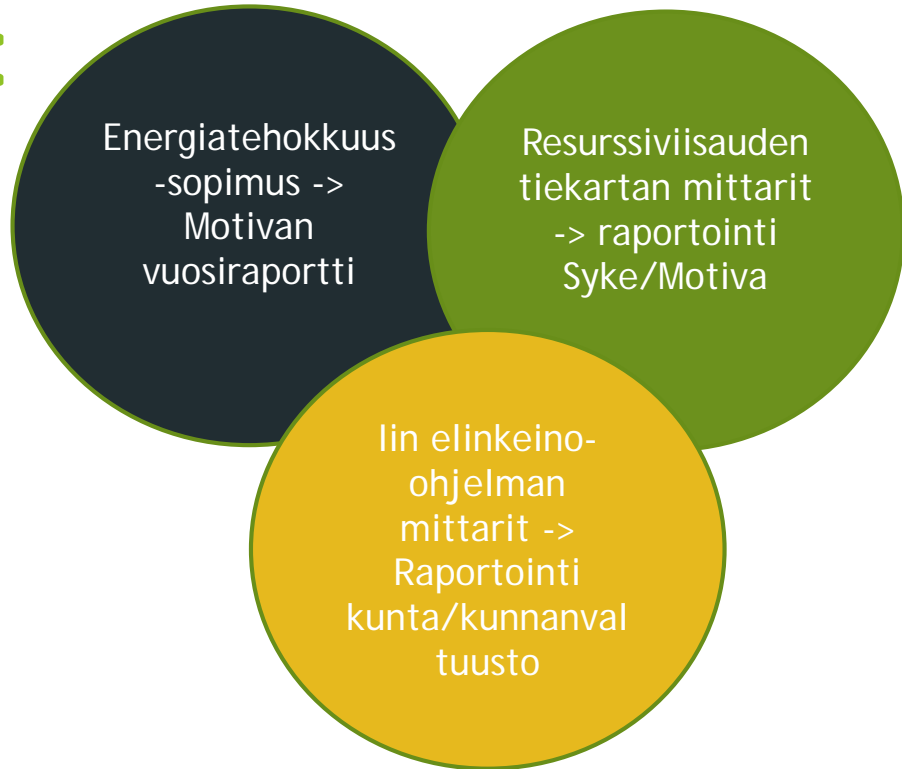 Energiatehokkuus
-sopimus ->
Motivan
vuosiraportti
Resurssiviisauden
tiekartan mittarit
-> raportointi
Syke/Motiva
Iin elinkeino-
ohjelman
mittarit ->
Raportointi
kunta/kunnanval
tuusto